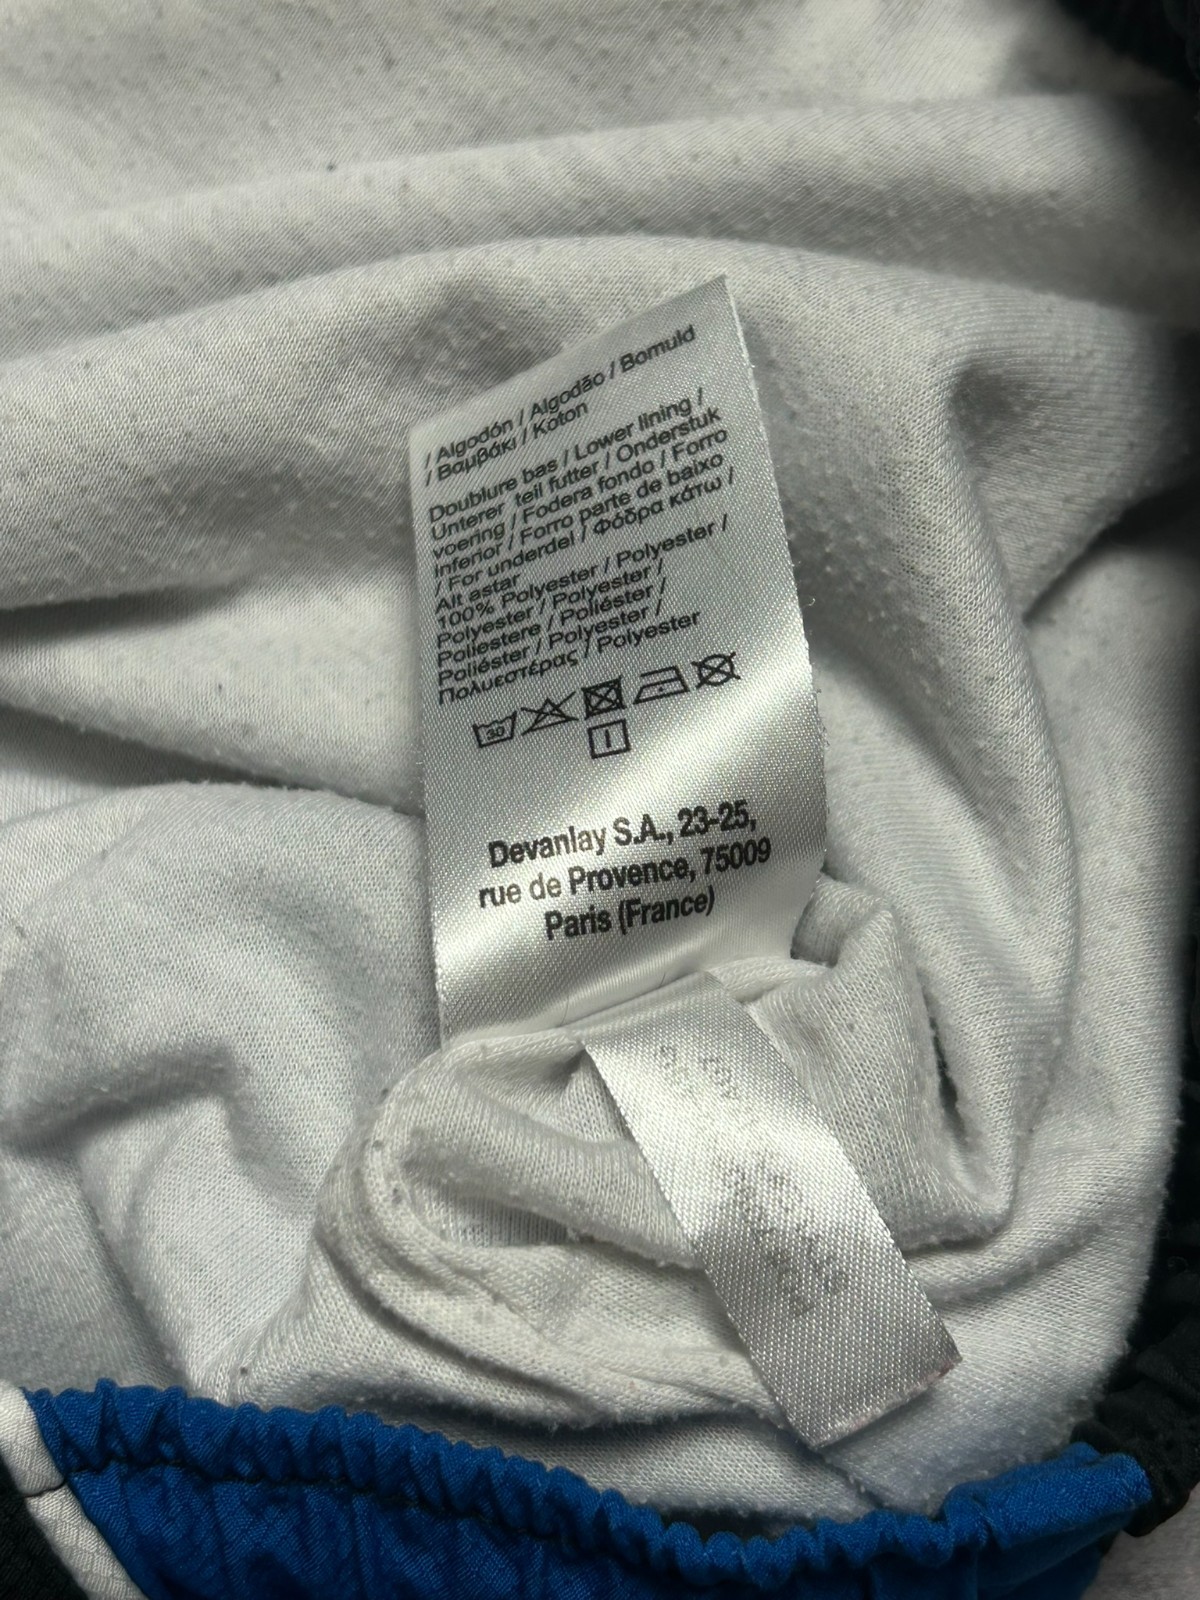 / Algodón / Algodão / Bomuld
/ Βαμβάκι / Koton
Doublure bas / Lower lining /
Unterer teil futter / Onderstuk
voering / Fodera fondo / Forro
inferior / Forro parte de baixo
/ For underdel / Φόδρα κάτω /
Alt astar
100% Polyester / Polyester /
Polyester / Polyester /
Poliestere / Poliéster /
Poliéster / Polyester /
Πολυεστέρας / Polyester
30
Devanlay S.A., 23-25,
rue de Provence, 75009
Paris (France)